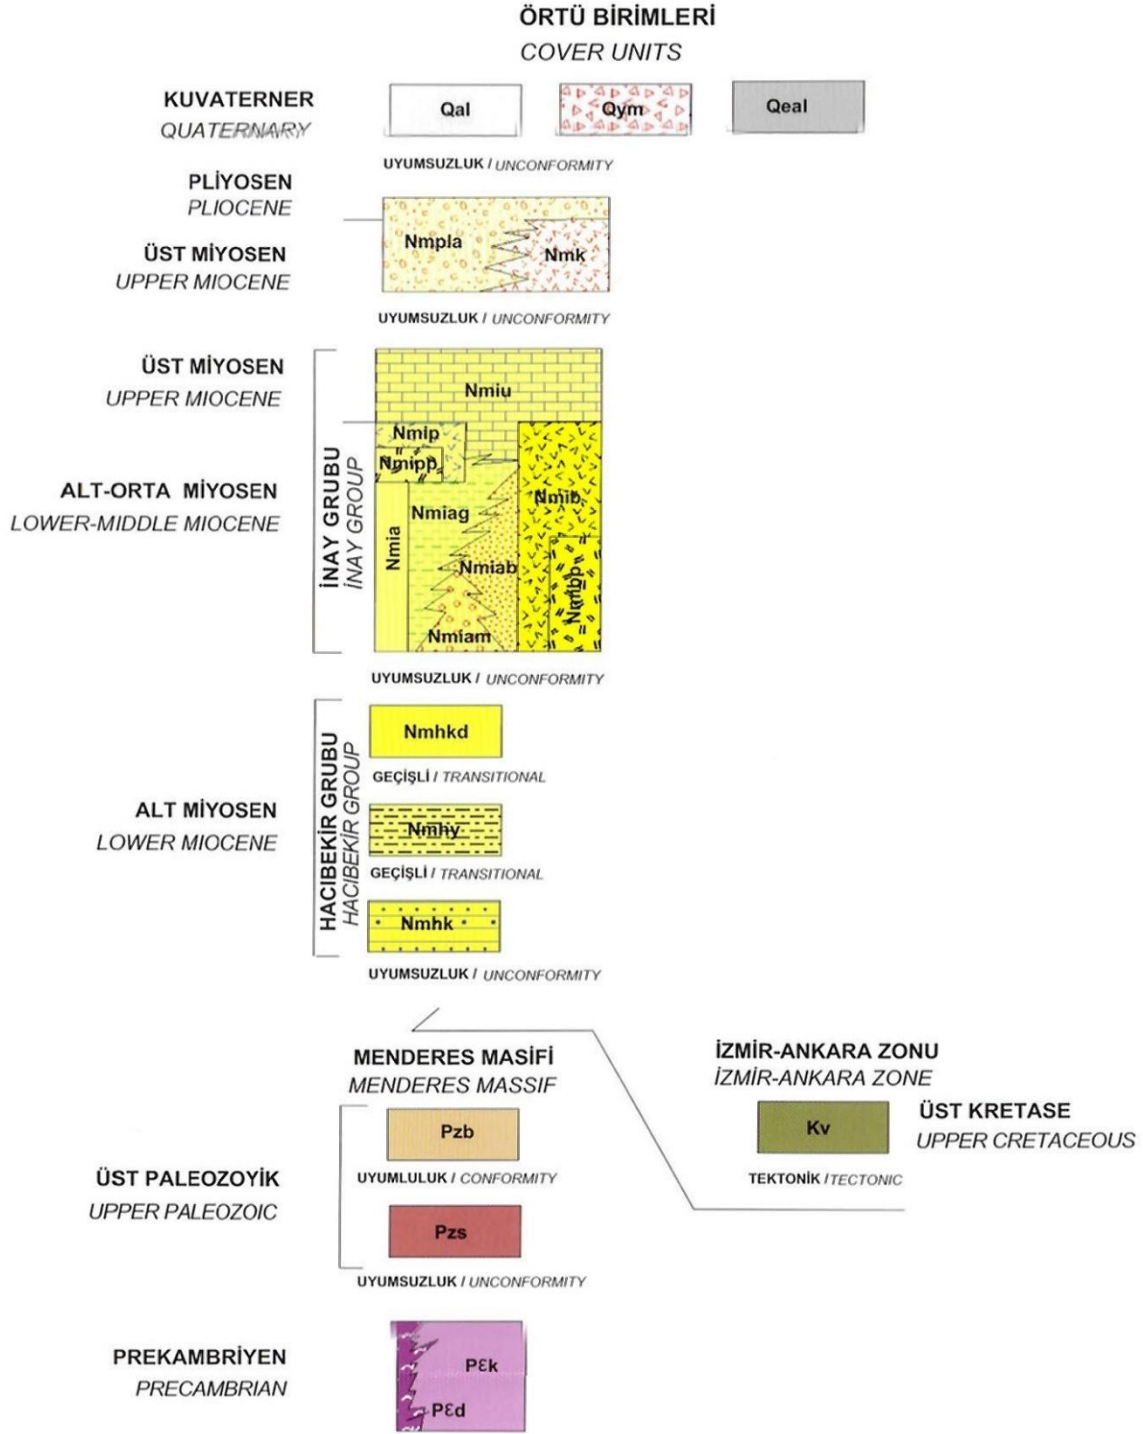 ÖRTÜ BİRİMLERİ
COVER UNITS
KUVATERNER
QUATERNARY
Qal
Qym
Qeal
UYUMSUZLUK / UNCONFORMITY
PLİYOSEN
PLIOCENE
ÜST MİYOSEN
UPPER MIOCENE
Nmpla
Nmk
UYUMSUZLUK / UNCONFORMITY
ÜST MİYOSEN
UPPER MIOCENE
ALT-ORTA MİYOSEN
LOWER-MIDDLE MIOCENE
İNAY GRUBU
İNAY GROUP
Nmiu
Nmip
Nmipp
Nmia
Nmiag
Nmiab
Nmiam
Nmib
Nmibp
UYUMSUZLUK / UNCONFORMITY
ALT MİYOSEN
LOWER MIOCENE
HACIBEKİR GRUBU
HACIBEKİR GROUP
Nmhkd
GEÇİŞLİ / TRANSITIONAL
Nmhy
GEÇİŞLİ / TRANSITIONAL
Nmhk
UYUMSUZLUK / UNCONFORMITY
MENDERES MASİFİ
MENDERES MASSIF
İZMİR-ANKARA ZONU
İZMİR-ANKARA ZONE
Kv
ÜST KRETASE
UPPER CRETACEOUS
TEKTONİK / TECTONIC
ÜST PALEOZOYİK
UPPER PALEOZOIC
Pzb
UYUMLULUK / CONFORMITY
Pzs
UYUMSUZLUK / UNCONFORMITY
PREKAMBRİYEN
PRECAMBRIAN
PƐk
PƐd